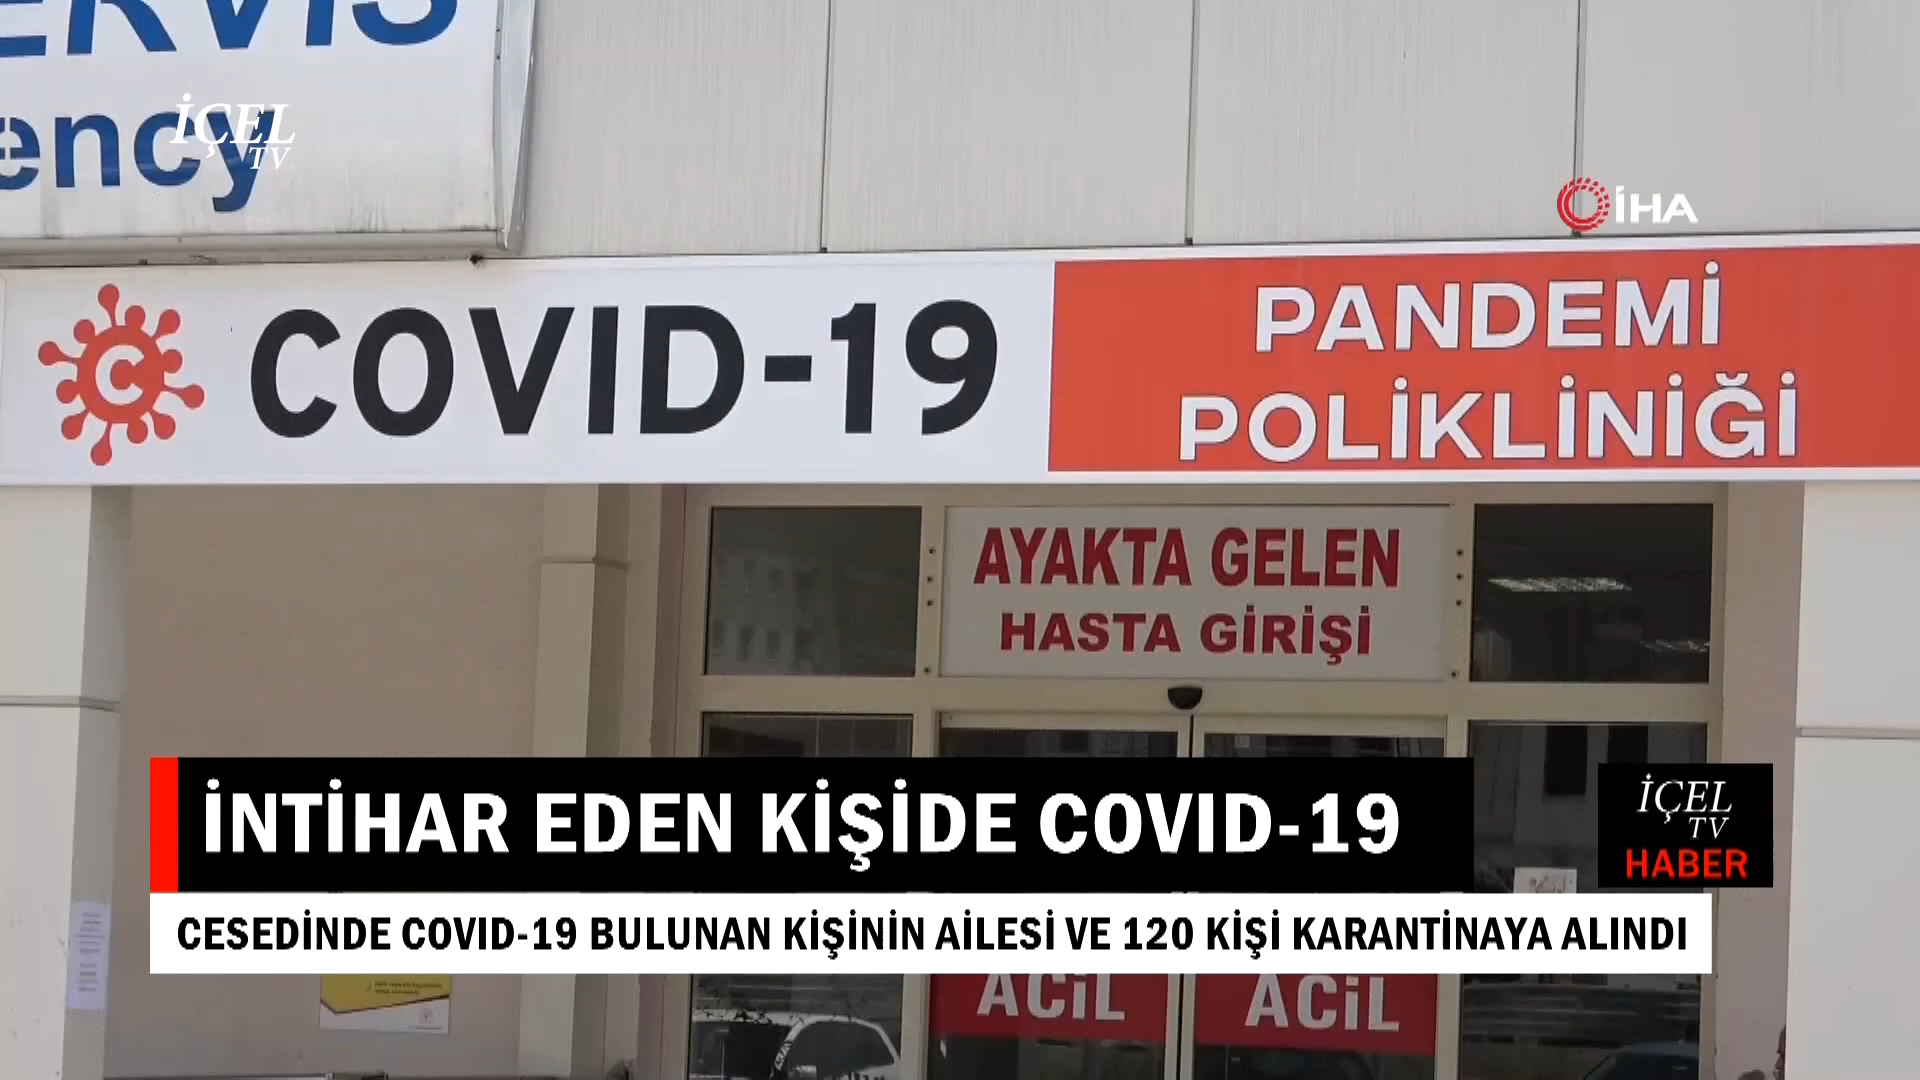 ERVİS
ency
İÇEL
TV
İHA
COVID-19
PANDEMİ
POLİKLİNİĞİ
AYAKTA GELEN
HASTA GİRİŞİ
İNTİHAR EDEN KİŞİDE COVID-19
İÇEL
TV
HABER
CESEDİNDE COVID-19 BULUNAN KİŞİNİN AİLESİ VE 120 KİŞİ KARANTİNAYA ALINDI
ACİL
ACİL